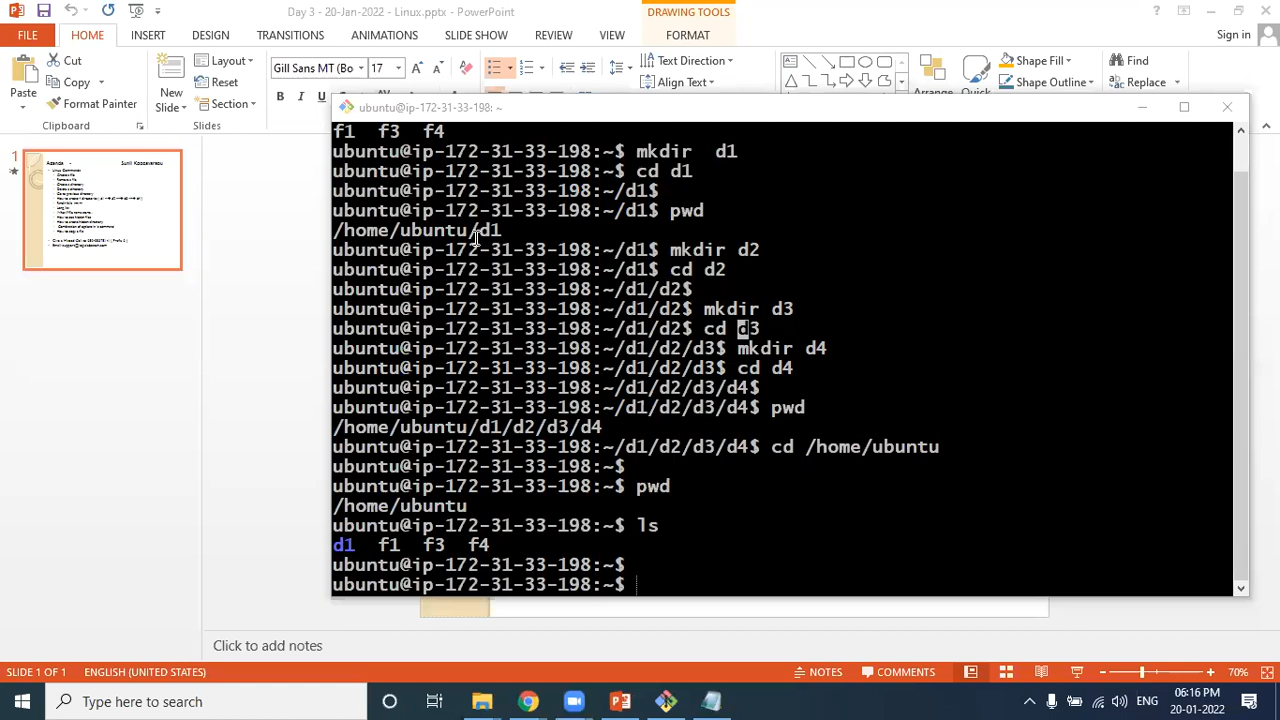 Day 3 - 20-Jan-2022 - Linux.pptx - PowerPoint
DRAWING TOOLS
?
FILE HOME INSERT DESIGN TRANSITIONS ANIMATIONS SLIDE SHOW REVIEW VIEW FORMAT Sign in
Paste
Cut
Copy
Format Painter
Clipboard
New Slide
Layout
Reset
Section
Slides
Gill Sans MT (Bo 17
B I U
Text Direction
Align Text
Arrange
Quick
Shape Fill
Shape Outline
Find
Replace
1
Sunil
ubuntu@ip-172-31-33-198: ~
f1 f3 f4
ubuntu@ip-172-31-33-198:~$ mkdir  d1
ubuntu@ip-172-31-33-198:~$ cd d1
ubuntu@ip-172-31-33-198:~/d1$
ubuntu@ip-172-31-33-198:~/d1$ pwd
/home/ubuntu/d1
ubuntu@ip-172-31-33-198:~/d1$ mkdir d2
ubuntu@ip-172-31-33-198:~/d1$ cd d2
ubuntu@ip-172-31-33-198:~/d1/d2$
ubuntu@ip-172-31-33-198:~/d1/d2$ mkdir d3
ubuntu@ip-172-31-33-198:~/d1/d2$ cd d3
ubuntu@ip-172-31-33-198:~/d1/d2/d3$ mkdir d4
ubuntu@ip-172-31-33-198:~/d1/d2/d3$ cd d4
ubuntu@ip-172-31-33-198:~/d1/d2/d3/d4$
ubuntu@ip-172-31-33-198:~/d1/d2/d3/d4$ pwd
/home/ubuntu/d1/d2/d3/d4
ubuntu@ip-172-31-33-198:~/d1/d2/d3/d4$ cd /home/ubuntu
ubuntu@ip-172-31-33-198:~$
ubuntu@ip-172-31-33-198:~$ pwd
/home/ubuntu
ubuntu@ip-172-31-33-198:~$ ls
d1 f1 f3 f4
ubuntu@ip-172-31-33-198:~$
ubuntu@ip-172-31-33-198:~$
Click to add notes
SLIDE 1 OF 1 ENGLISH (UNITED STATES) NOTES COMMENTS 70%
Type here to search
ENG
06:16 PM
20-01-2022